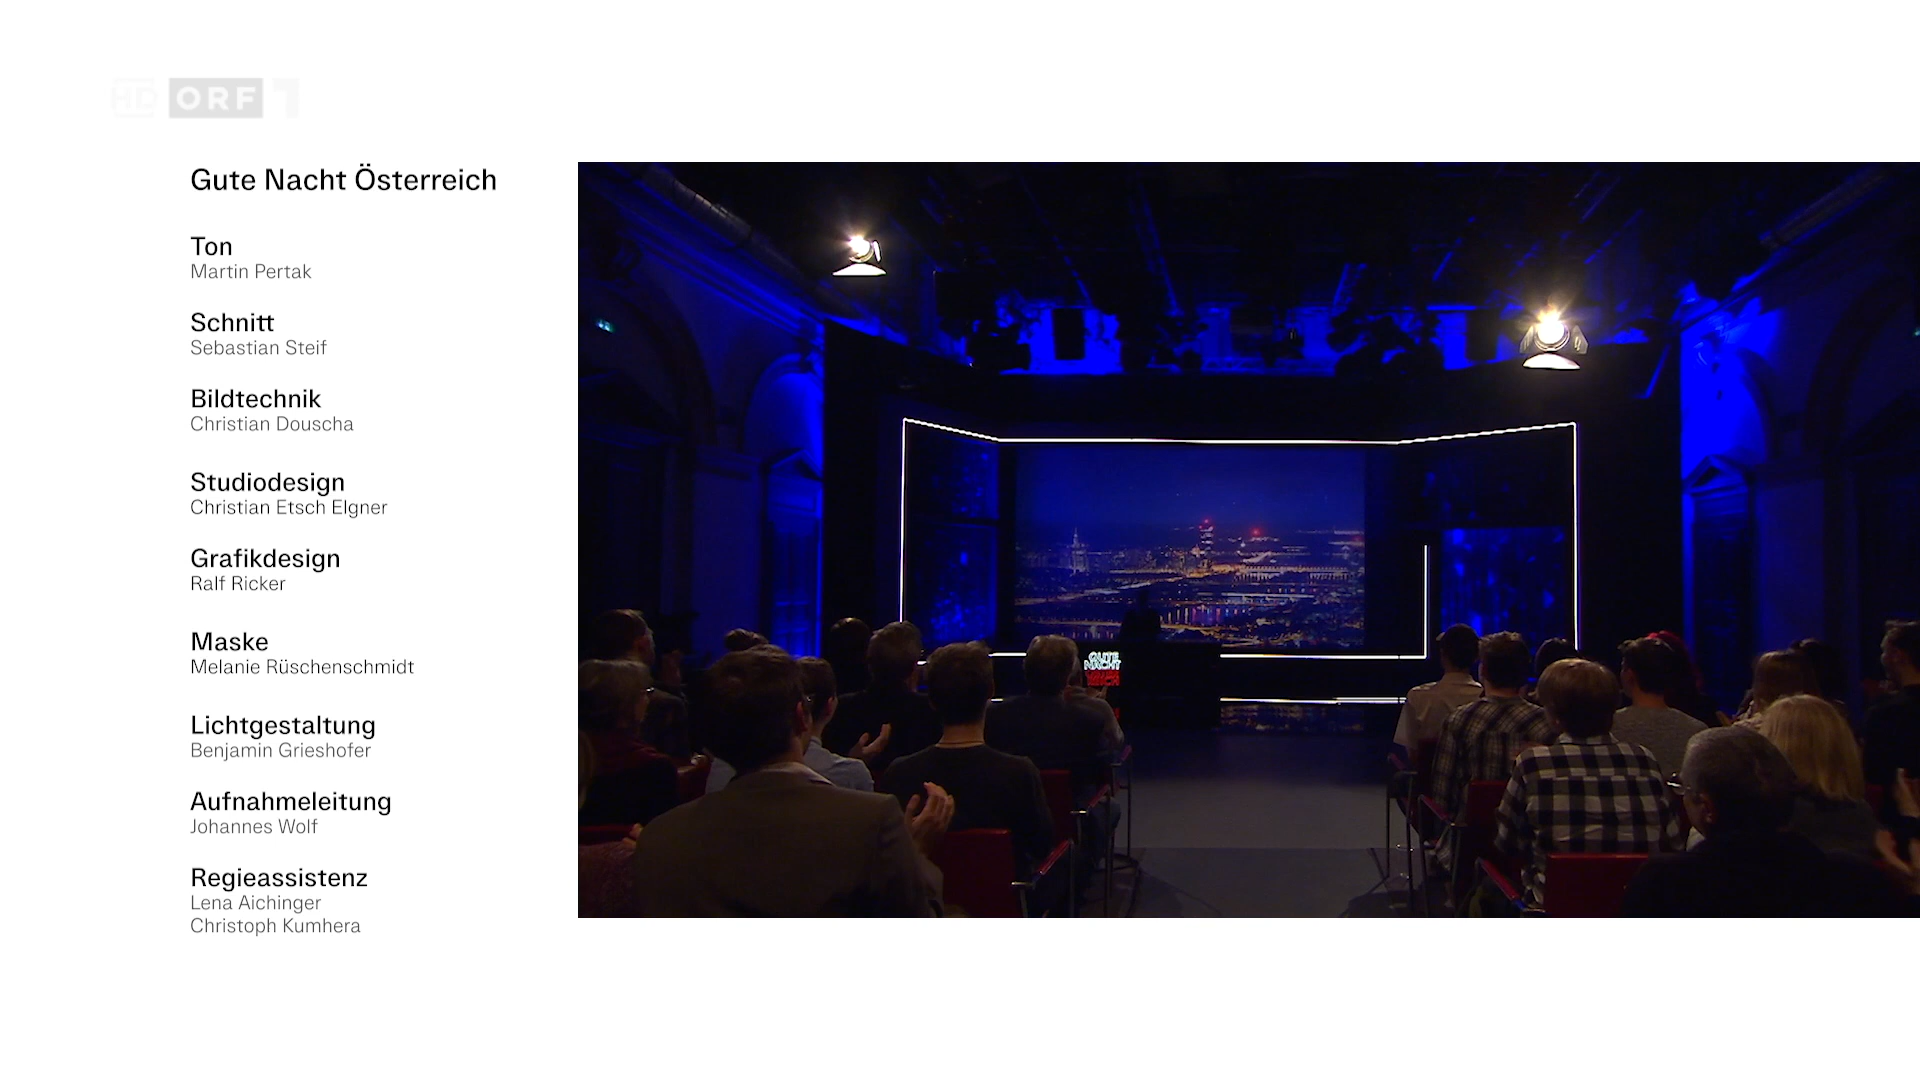 HD ORF 1
Gute Nacht Österreich
Ton
Martin Pertak
Schnitt
Sebastian Steif
Bildtechnik
Christian Douscha
Studiodesign
Christian Etsch Elgner
Grafikdesign
Ralf Ricker
Maske
Melanie Rüschenschmidt
Lichtgestaltung
Benjamin Grieshofer
Aufnahmeleitung
Johannes Wolf
Regieassistenz
Lena Aichinger
Christoph Kumhera
GUTE
NACHT